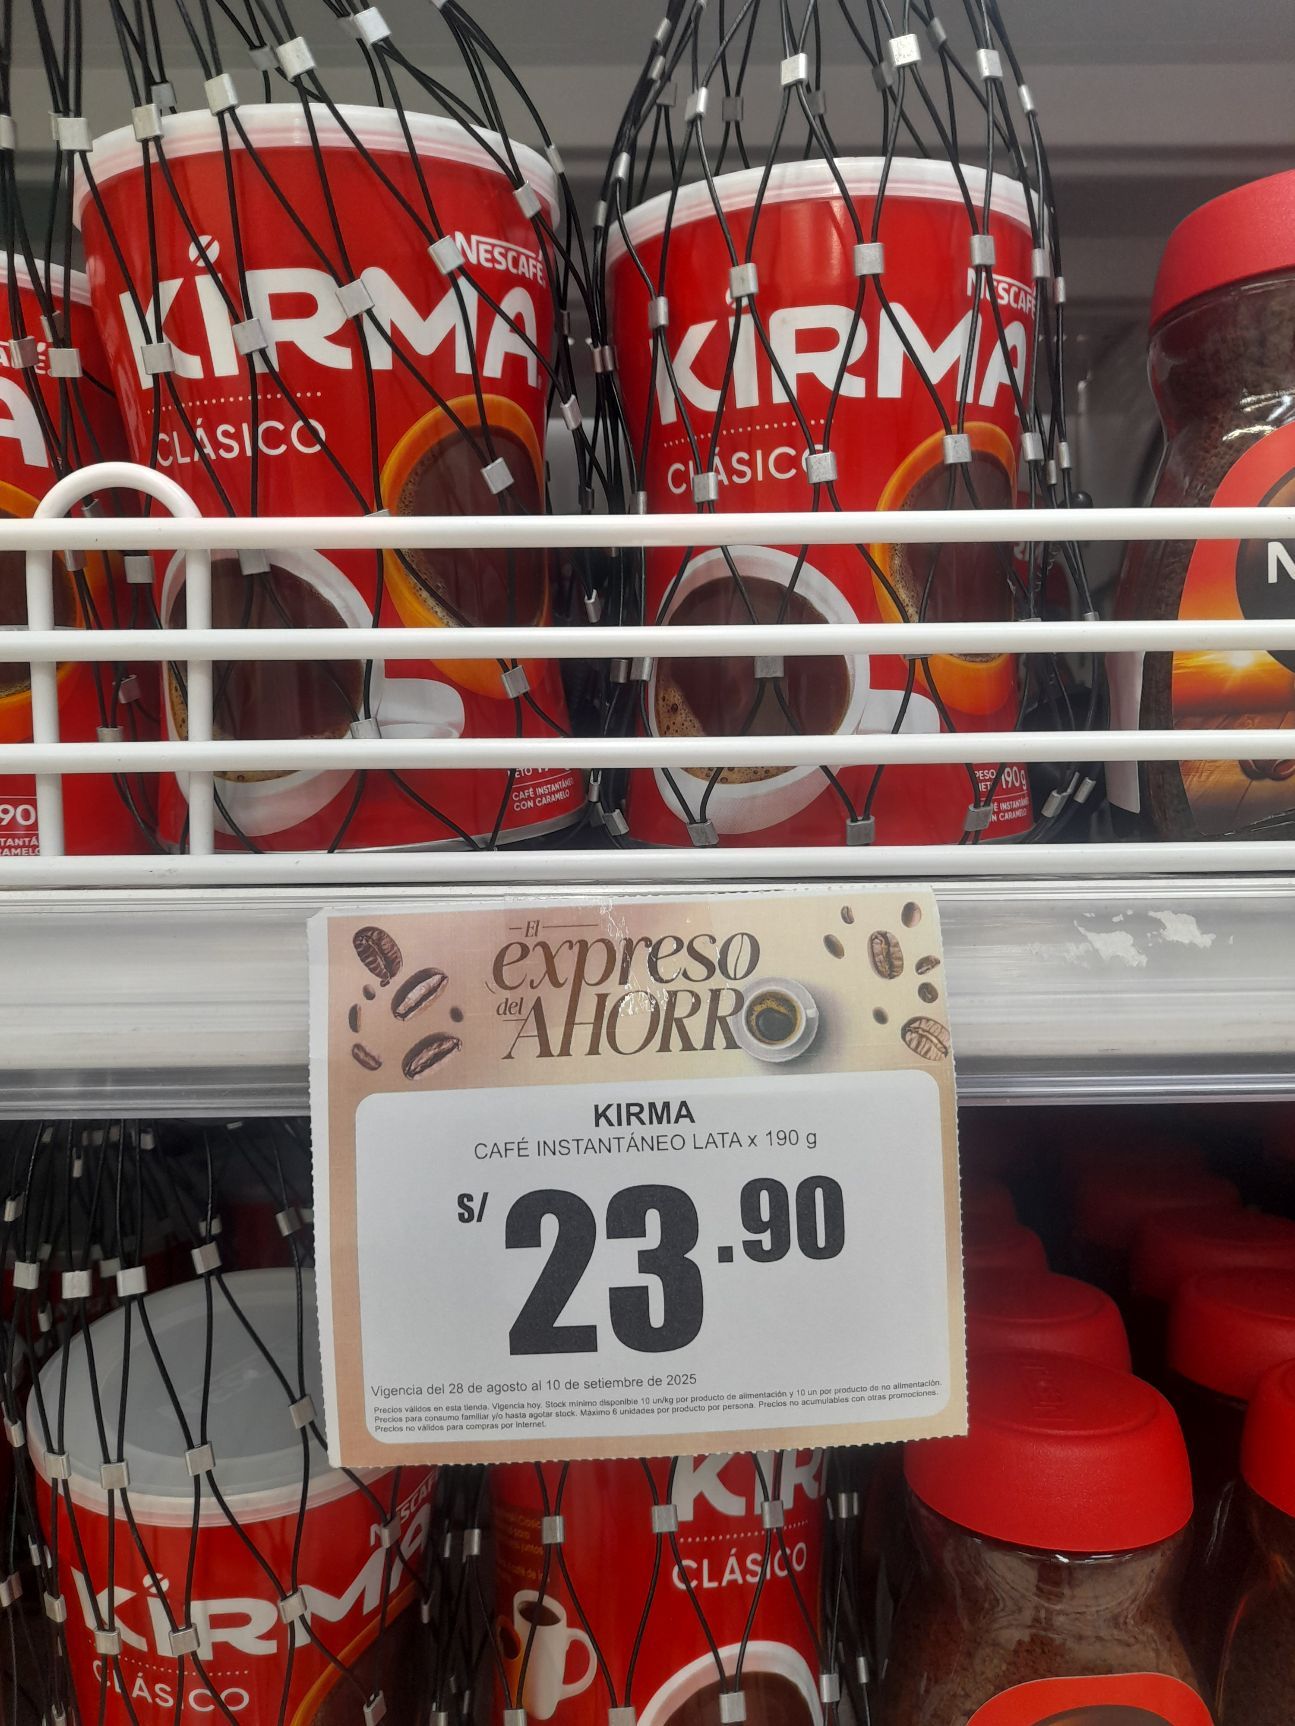 NESCAFÉ
KIRMA
CLÁSICO
CAFÉ INSTANTÁNEO
CON CARAMELO
NESCAFÉ
KIRMA
CLÁSICO
PESO
190g
CON CARAMELO
90
El
expreso
del
AHORRO
KIRMA
CAFÉ INSTANTÁNEO LATA x 190 g
S/ 23.90
Vigencia del 28 de agosto al 10 de setiembre de 2025
Precios válidos en esta tienda. Vigencia hoy. Stock mínimo disponible 10 un/kg por producto de alimentación y 10 un por producto de no alimentación.
Precios para consumo familiar y/o hasta agotar stock. Máximo 6 unidades por producto por persona. Precios no acumulables con otras promociones.
Precios no válidos para compras por Internet.
KIRMA
CLÁSICO
KIR
CLÁSICO